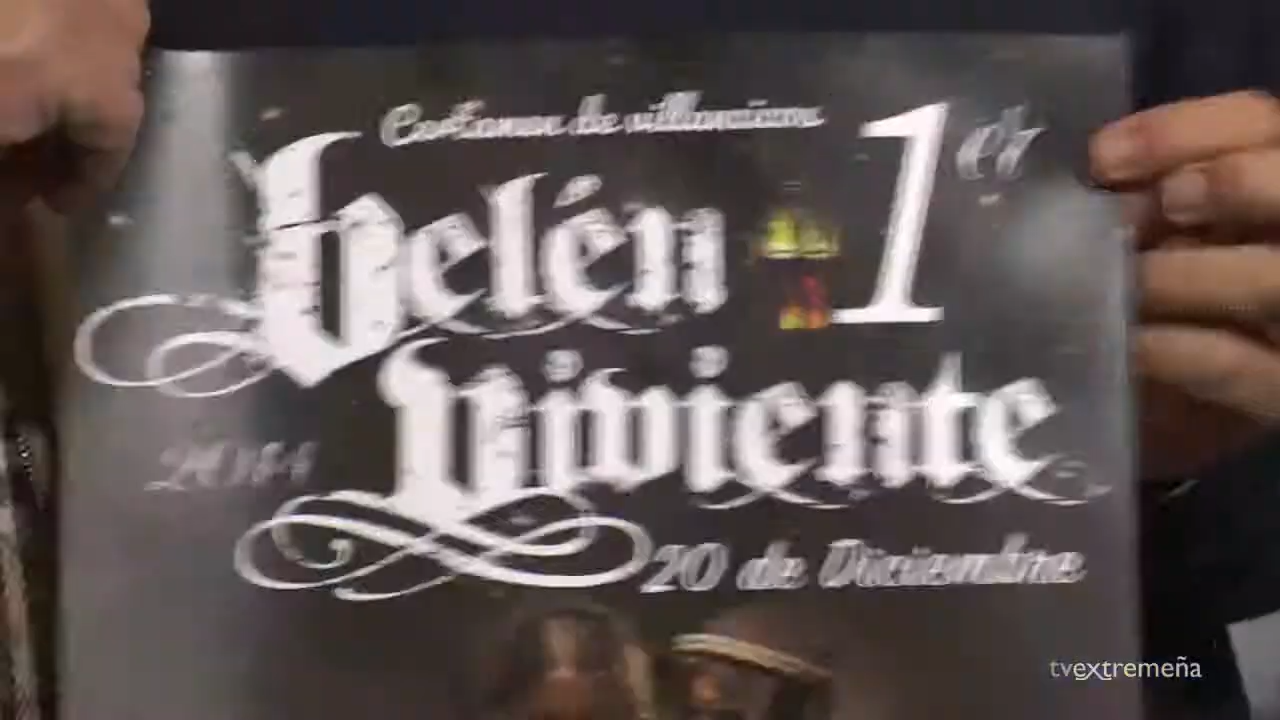 Certamen de villancicos
1er
belén
Viviente
2014
20 de Diciembre
tvextremeña